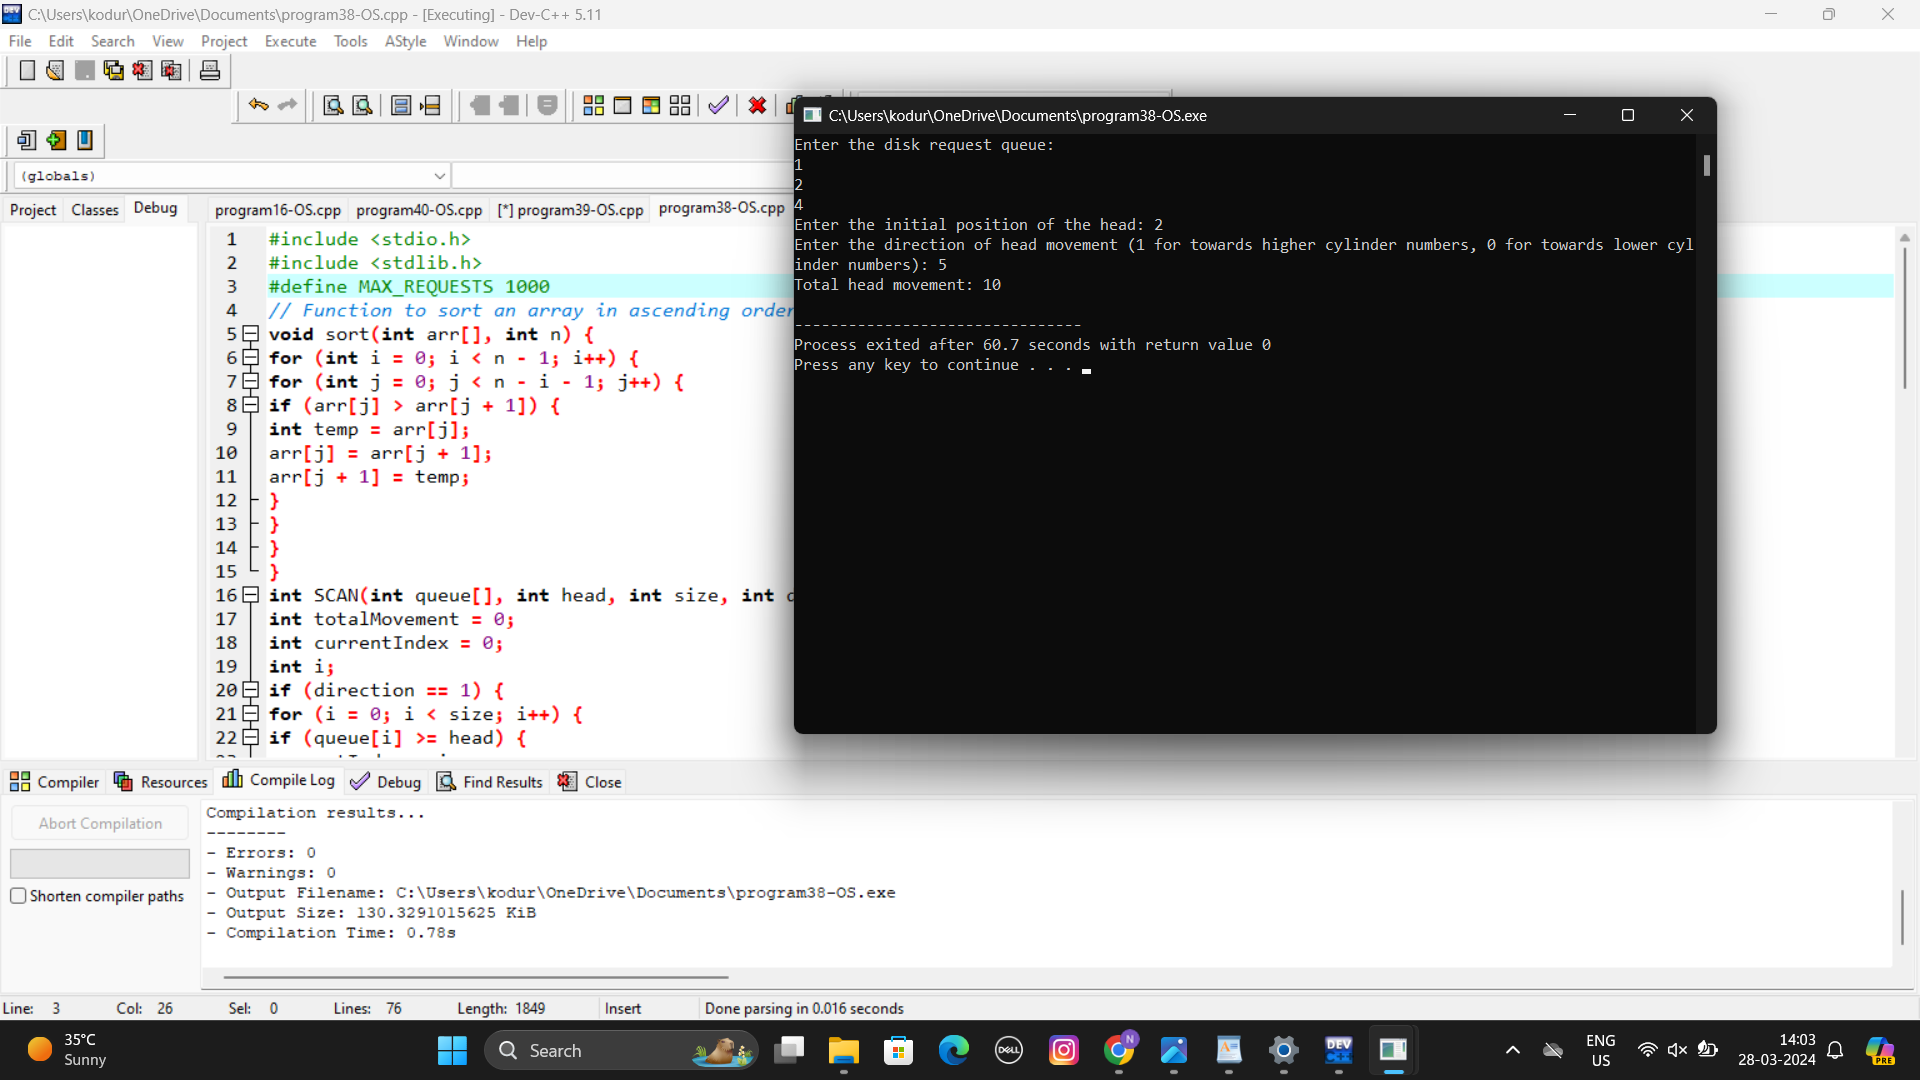 C:\Users\kodur\OneDrive\Documents\program38-OS.cpp - [Executing] - Dev-C++ 5.11
File Edit Search View Project Execute Tools AStyle Window Help
(globals)
Project Classes Debug
program16-OS.cpp program40-OS.cpp [*] program39-OS.cpp program38-OS.cpp
1 #include <stdio.h>
2 #include <stdlib.h>
3 #define MAX_REQUESTS 1000
4 // Function to sort an array in ascending order
5 void sort(int arr[], int n) {
6 for (int i = 0; i < n - 1; i++) {
7 for (int j = 0; j < n - i - 1; j++) {
8 if (arr[j] > arr[j + 1]) {
9 int temp = arr[j];
10 arr[j] = arr[j + 1];
11 arr[j + 1] = temp;
12 }
13 }
14 }
15 }
16 int SCAN(int queue[], int head, int size, int
17 int totalMovement = 0;
18 int currentIndex = 0;
19 int i;
20 if (direction == 1) {
21 for (i = 0; i < size; i++) {
22 if (queue[i] >= head) {
C:\Users\kodur\OneDrive\Documents\program38-OS.exe
Enter the disk request queue:
1
2
4
Enter the initial position of the head: 2
Enter the direction of head movement (1 for towards higher cylinder numbers, 0 for towards lower cyl
inder numbers): 5
Total head movement: 10
--------------------------------
Process exited after 60.7 seconds with return value 0
Press any key to continue . . .
Compiler Resources Compile Log Debug Find Results Close
Abort Compilation
Shorten compiler paths
Compilation results...
--------
- Errors: 0
- Warnings: 0
- Output Filename: C:\Users\kodur\OneDrive\Documents\program38-OS.exe
- Output Size: 130.3291015625 KiB
- Compilation Time: 0.78s
Line: 3 Col: 26 Sel: 0 Lines: 76 Length: 1849 Insert Done parsing in 0.016 seconds
35°C
Sunny
Search
DELL
N
DEV
ENG
US
14:03
28-03-2024
PRE